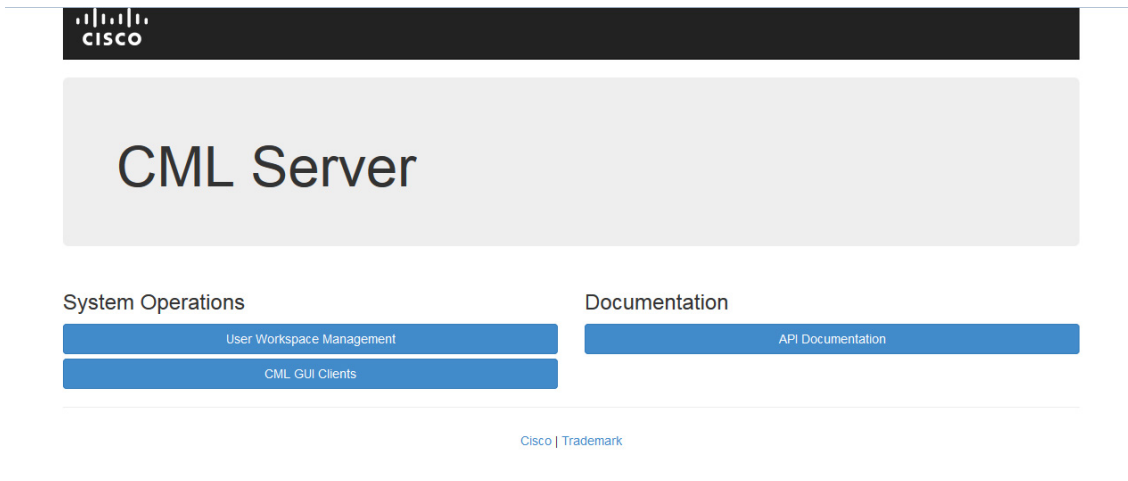 CISCO
CML Server
System Operations
User Workspace Management
CML GUI Clients
Documentation
API Documentation
Cisco | Trademark